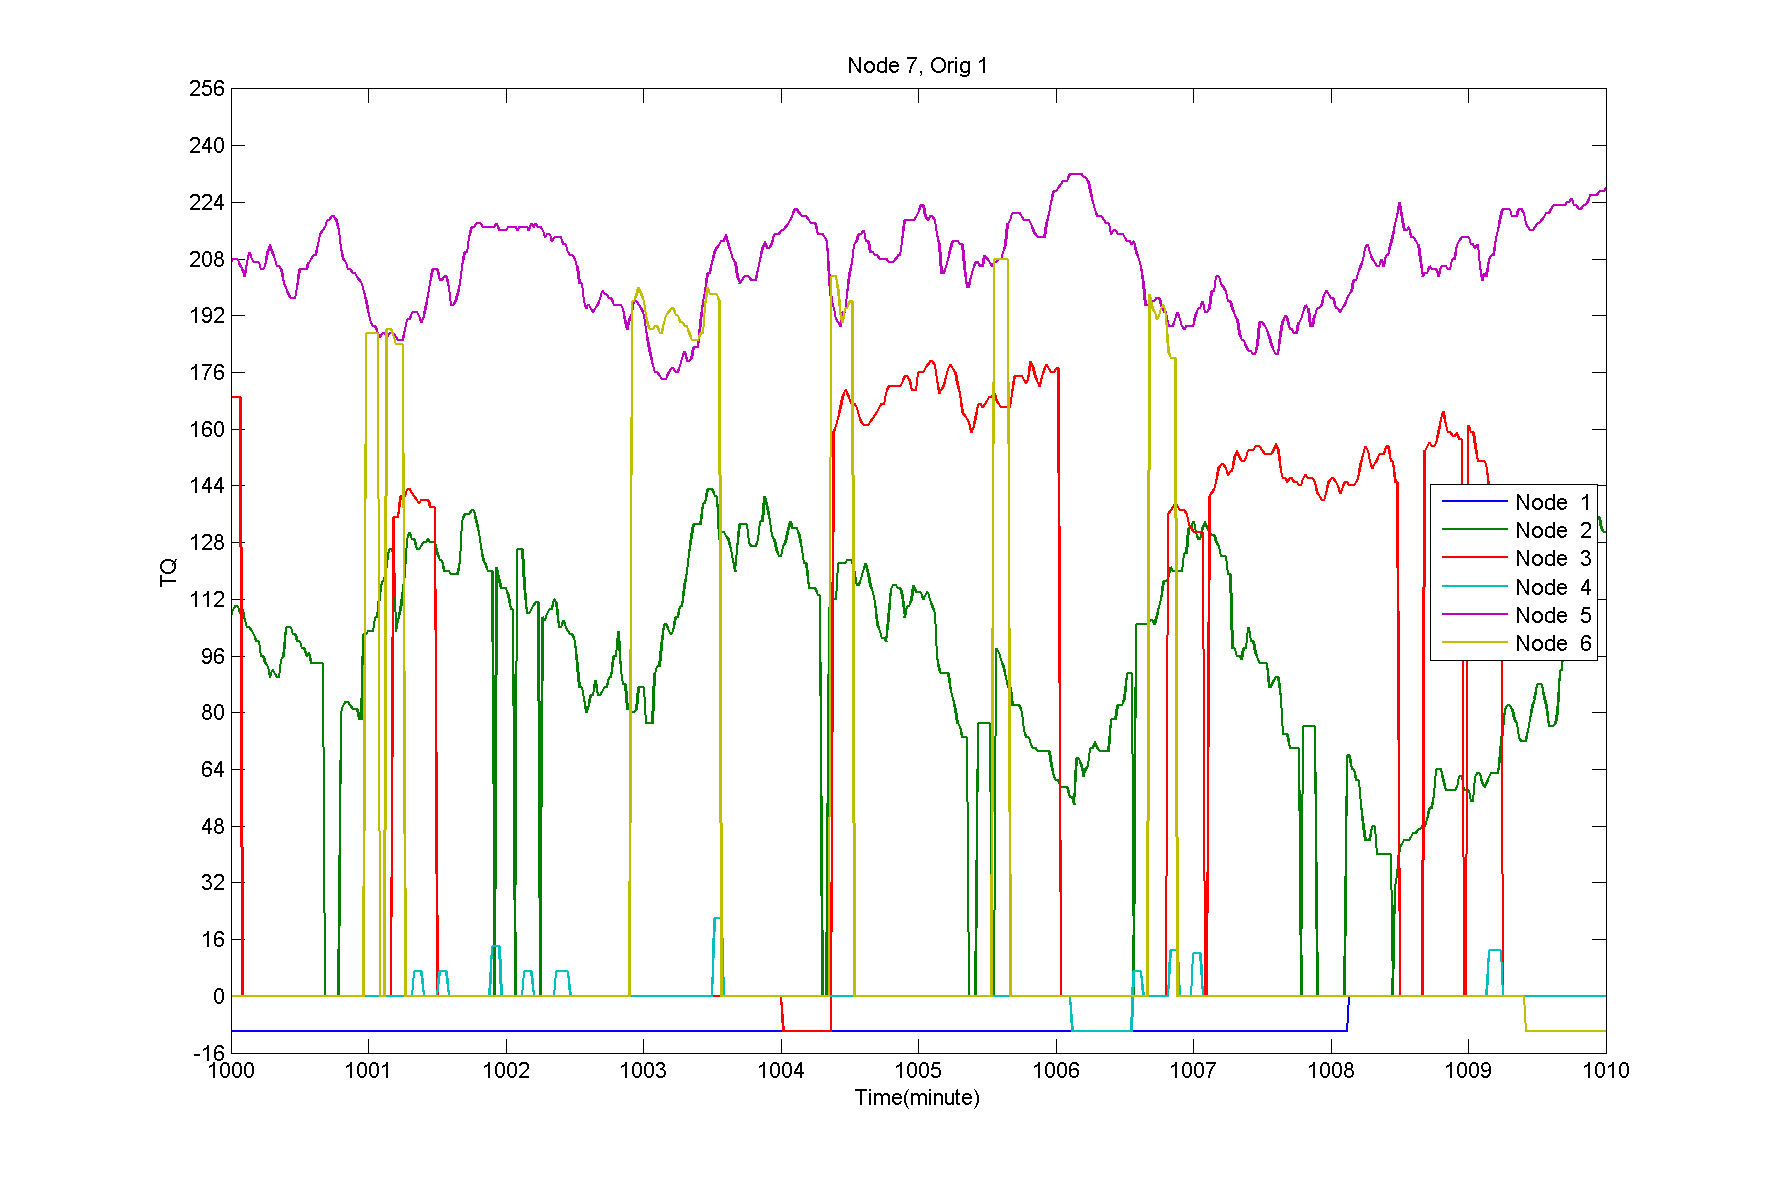 Node 7, Orig 1
256
240
224
208
192
176
160
144
128
112
96
80
64
48
32
16
0
-16
TQ
Node 1
Node 2
Node 3
Node 4
Node 5
Node 6
1000 1001 1002 1003 1004 1005 1006 1007 1008 1009 1010
Time(minute)